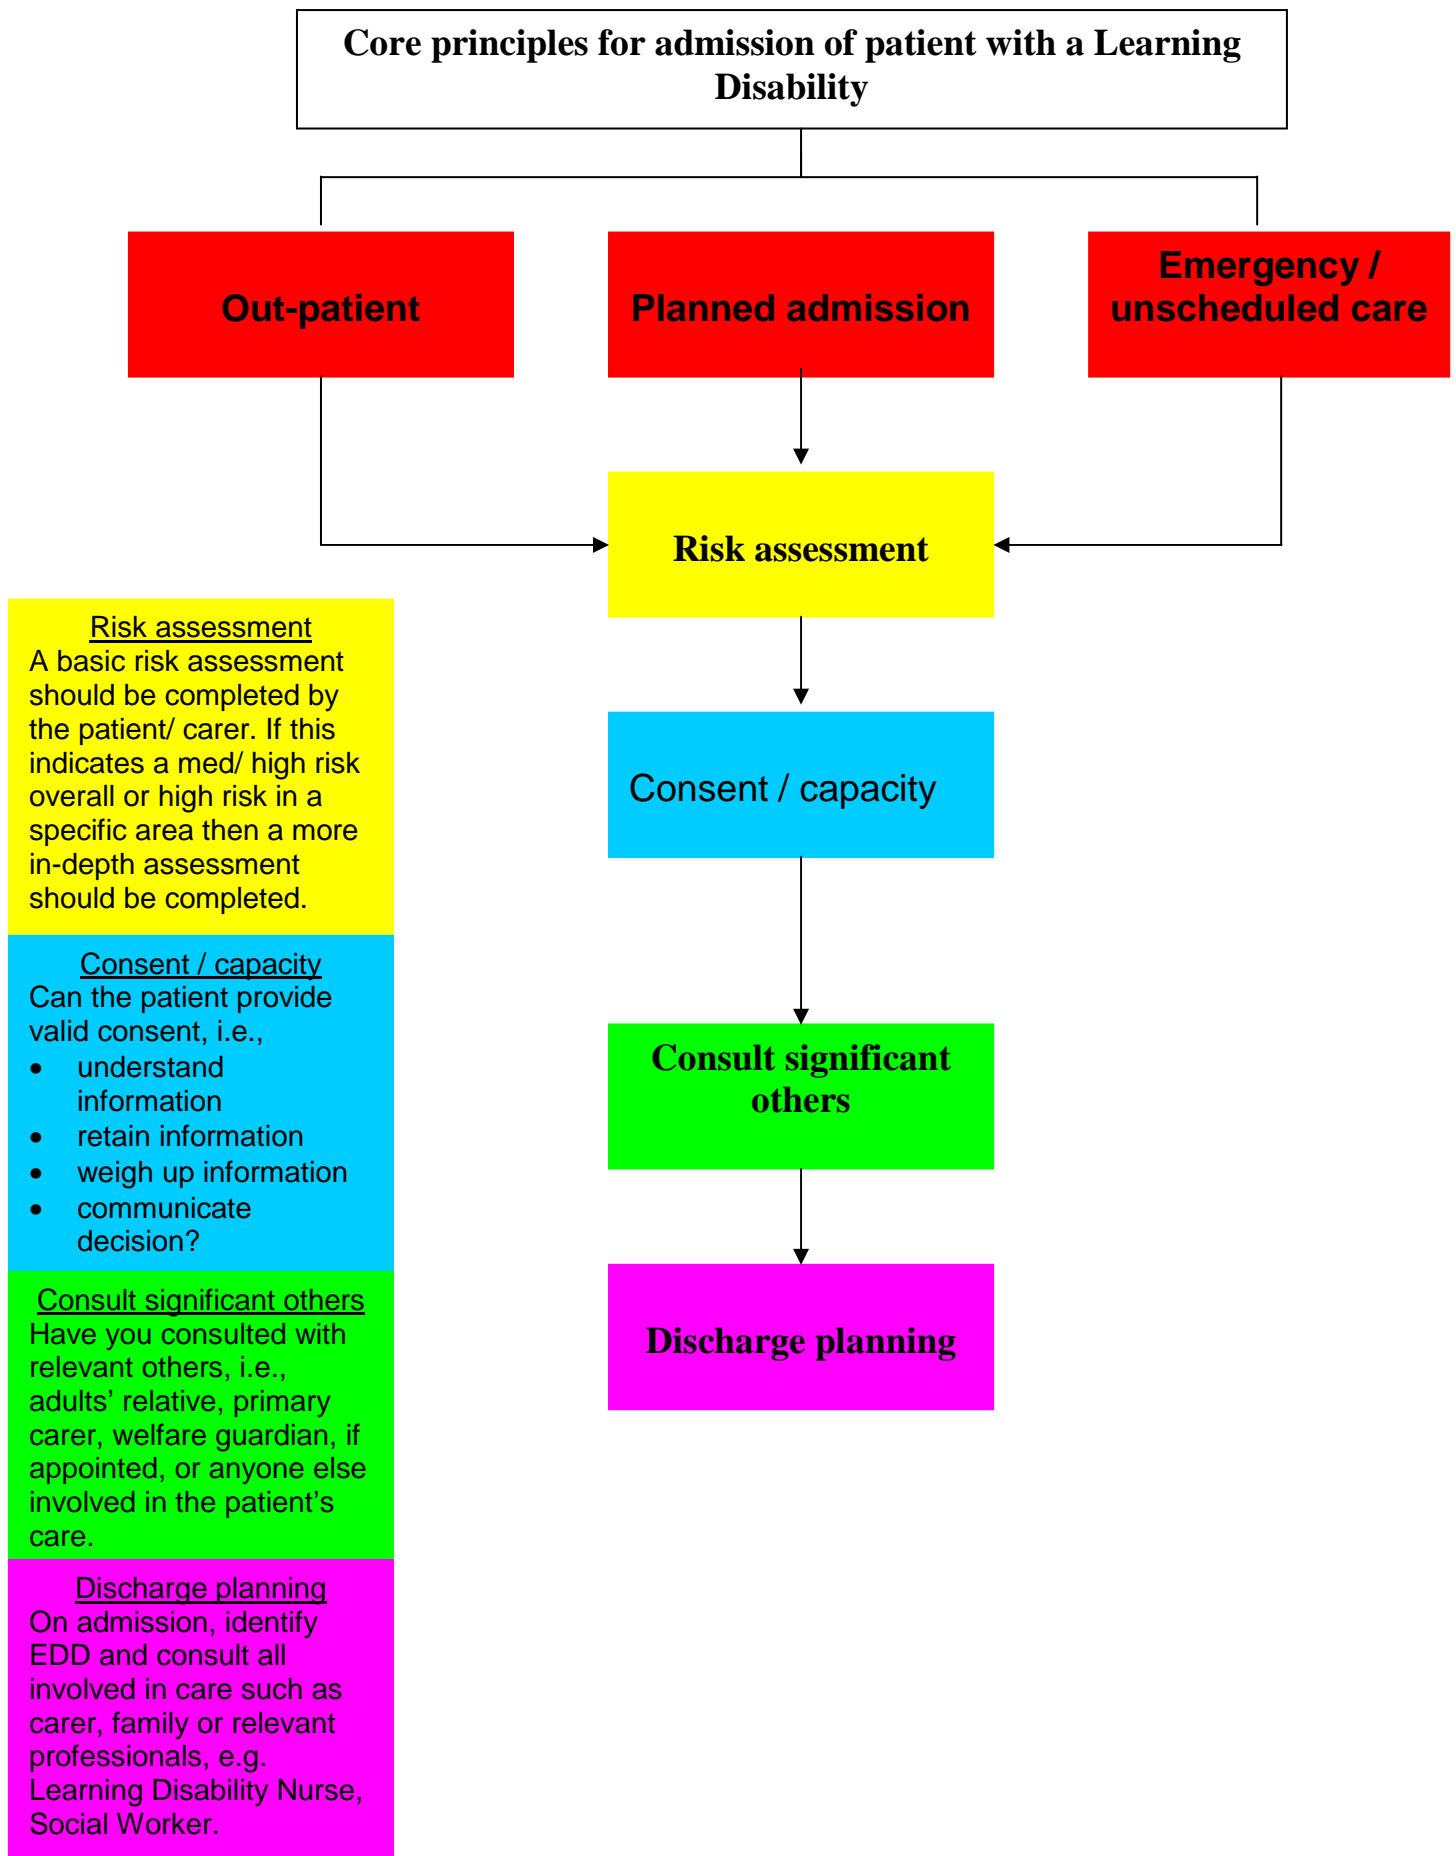 Core principles for admission of patient with a Learning
Disability
Out-patient
Planned admission
Emergency /
unscheduled care
Risk assessment
Consent / capacity
Consult significant
others
Discharge planning
Risk assessment
A basic risk assessment
should be completed by
the patient/ carer. If this
indicates a med/ high risk
overall or high risk in a
specific area then a more
in-depth assessment
should be completed.
Consent / capacity
Can the patient provide
valid consent, i.e.,
• understand
information
• retain information
• weigh up information
• communicate
decision?
Consult significant others
Have you consulted with
relevant others, i.e.,
adults’ relative, primary
carer, welfare guardian, if
appointed, or anyone else
involved in the patient’s
care.
Discharge planning
On admission, identify
EDD and consult all
involved in care such as
carer, family or relevant
professionals, e.g.
Learning Disability Nurse,
Social Worker.